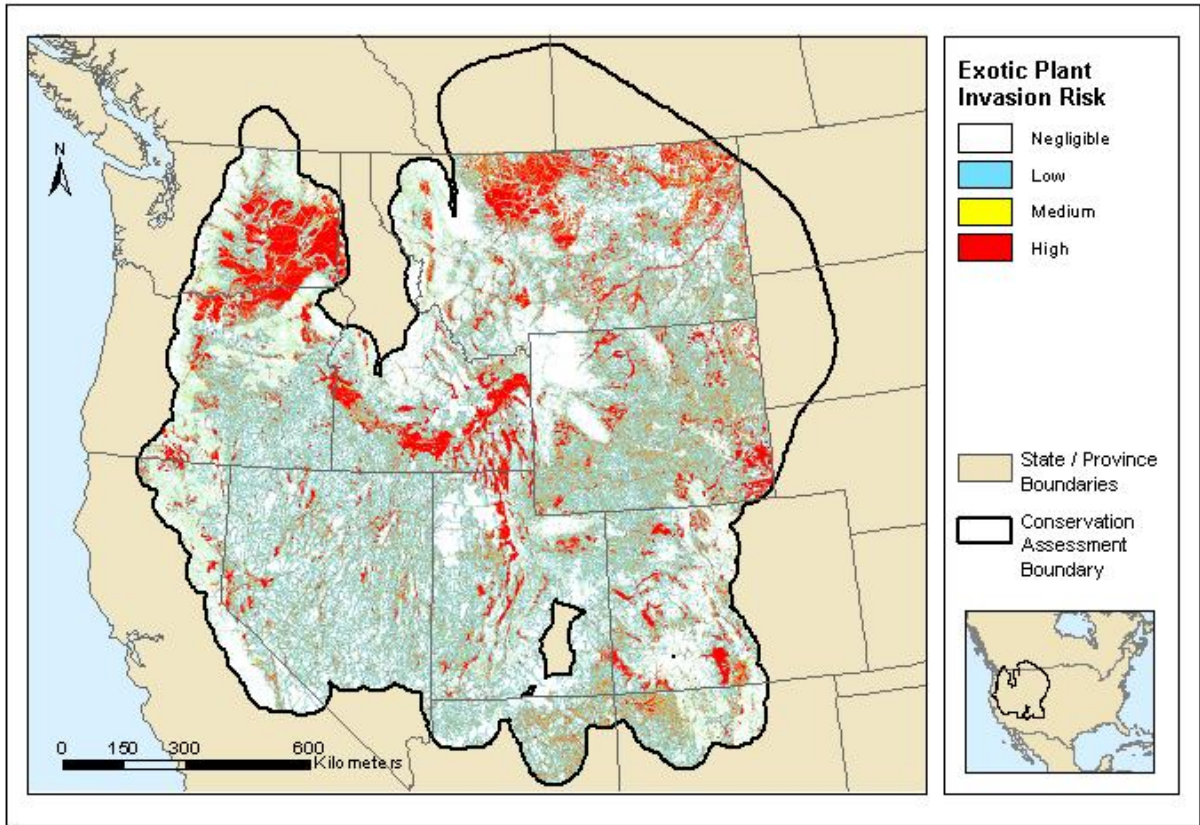 Exotic Plant
Invasion Risk
Negligible
Low
Medium
High
State / Province
Boundaries
Conservation
Assessment
Boundary
N
0 150 300 600
Kilometers